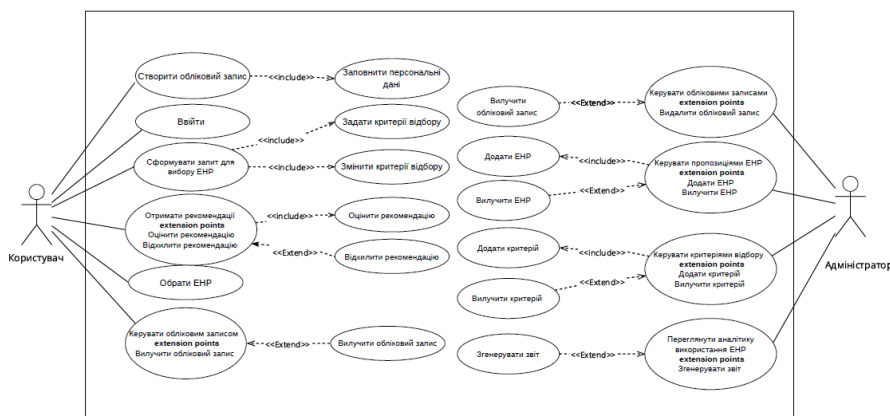 Створити обліковий запис
<<include>>
Заповнити персональні
дані
Ввійти
<<include>>
Задати критерії відбору
Сформувати запит для
вибору ЕНР
<<include>>
Змінити критерії відбору
Отримати рекомендації
extension points
Оцінити рекомендацію
Відхилити рекомендацію
<<include>>
Оцінити рекомендацію
<<Extend>>
Відхилити рекомендацію
Користувач
Обрати ЕНР
Керувати обліковим записом
extension points
Вилучити обліковий запис
<<Extend>>
Вилучити обліковий запис
Вилучити
обліковий запис
<<Extend>>
Керувати обліковими записами
extension points
Видалити обліковий запис
Додати ЕНР
<<include>>
Керувати пропозиціями ЕНР
extension points
Додати ЕНР
Вилучити ЕНР
Вилучити ЕНР
<<Extend>>
Додати критерій
<<include>>
Керувати критеріями відбору
extension points
Додати критерій
Вилучити критерій
<<Extend>>
Вилучити критерій
Адміністратор
Згенерувати звіт
<<Extend>>
Переглянути аналітику
використання ЕНР
extension points
Згенерувати звіт